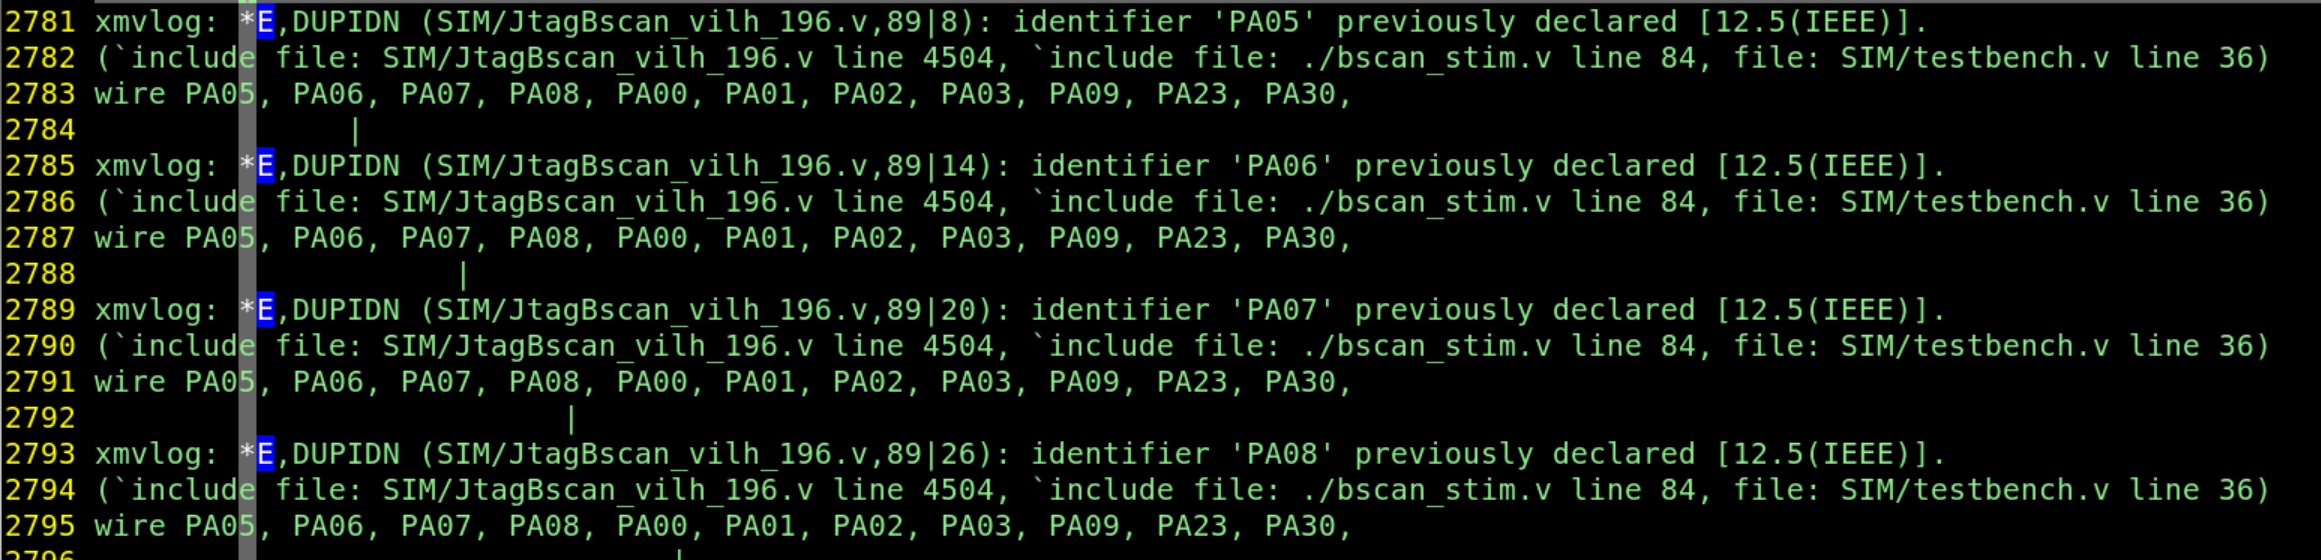 2781 xmvlog: *E,DUPIDN (SIM/JtagBscan_vilh_196.v,89|8): identifier 'PA05' previously declared [12.5(IEEE)].
2782 (`include file: SIM/JtagBscan_vilh_196.v line 4504, `include file: ./bscan_stim.v line 84, file: SIM/testbench.v line 36)
2783 wire PA05, PA06, PA07, PA08, PA00, PA01, PA02, PA03, PA09, PA23, PA30,
2784               |
2785 xmvlog: *E,DUPIDN (SIM/JtagBscan_vilh_196.v,89|14): identifier 'PA06' previously declared [12.5(IEEE)].
2786 (`include file: SIM/JtagBscan_vilh_196.v line 4504, `include file: ./bscan_stim.v line 84, file: SIM/testbench.v line 36)
2787 wire PA05, PA06, PA07, PA08, PA00, PA01, PA02, PA03, PA09, PA23, PA30,
2788                     |
2789 xmvlog: *E,DUPIDN (SIM/JtagBscan_vilh_196.v,89|20): identifier 'PA07' previously declared [12.5(IEEE)].
2790 (`include file: SIM/JtagBscan_vilh_196.v line 4504, `include file: ./bscan_stim.v line 84, file: SIM/testbench.v line 36)
2791 wire PA05, PA06, PA07, PA08, PA00, PA01, PA02, PA03, PA09, PA23, PA30,
2792                           |
2793 xmvlog: *E,DUPIDN (SIM/JtagBscan_vilh_196.v,89|26): identifier 'PA08' previously declared [12.5(IEEE)].
2794 (`include file: SIM/JtagBscan_vilh_196.v line 4504, `include file: ./bscan_stim.v line 84, file: SIM/testbench.v line 36)
2795 wire PA05, PA06, PA07, PA08, PA00, PA01, PA02, PA03, PA09, PA23, PA30,
2796                                 |